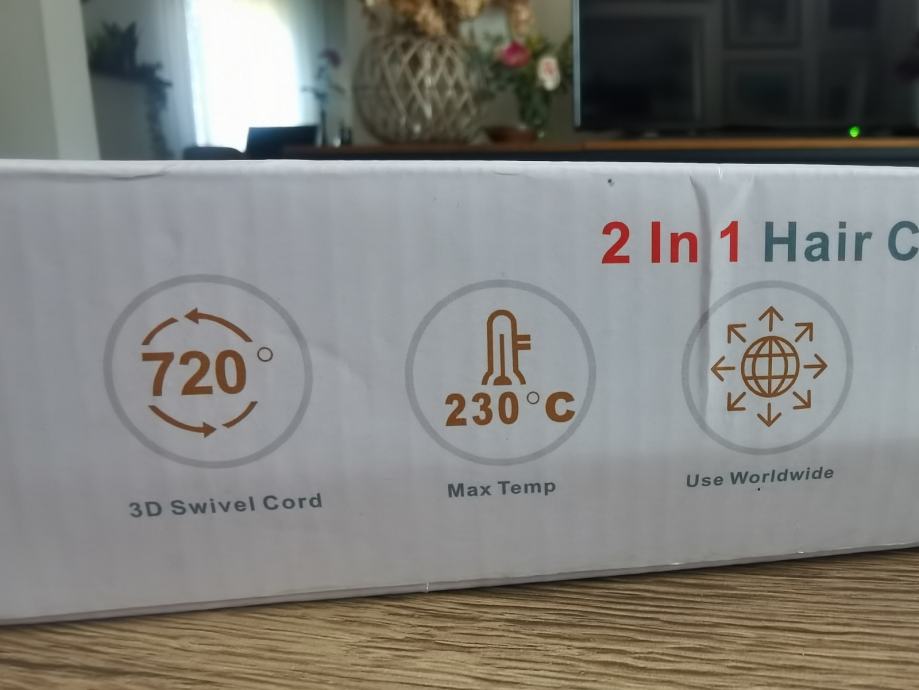 2 In 1 Hair C
720°
230°C
3D Swivel Cord
Max Temp
Use Worldwide